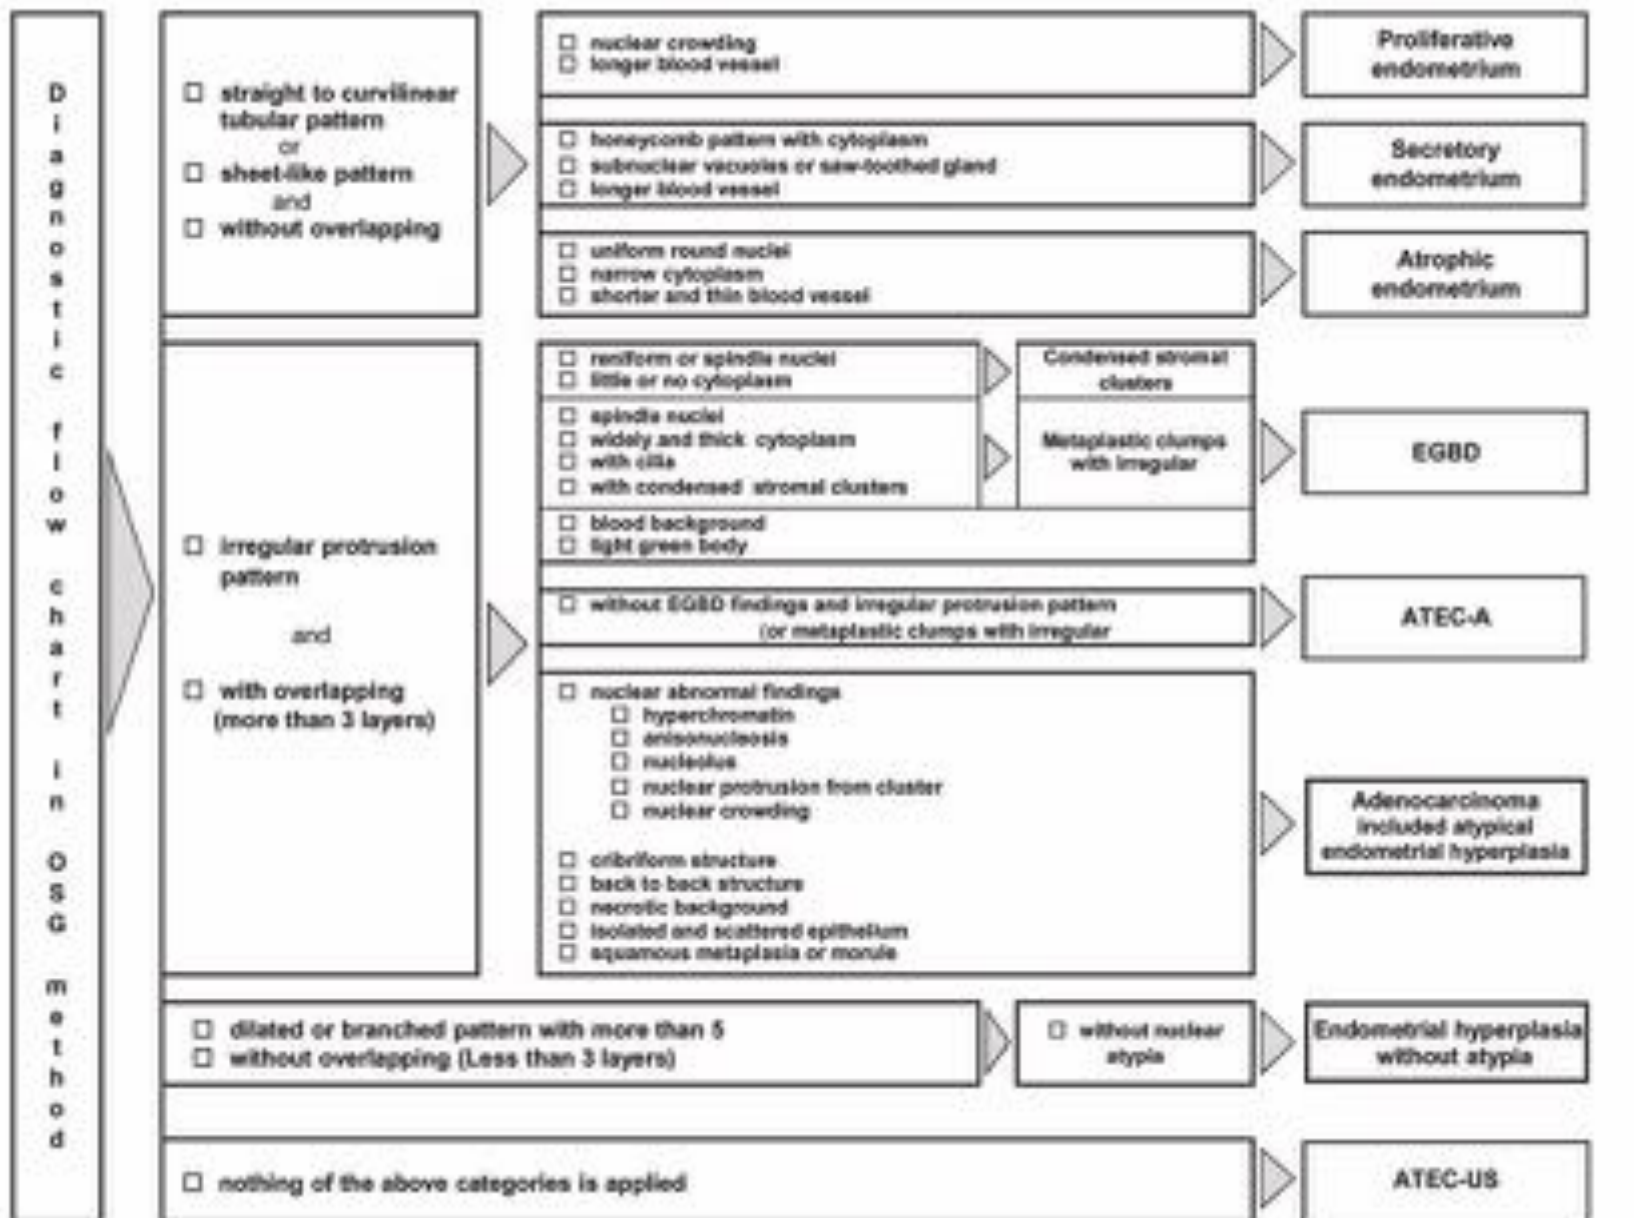 Diagnostic flow chart in OSG method
☐ straight to curvilinear
tubular pattern
or
☐ sheet-like pattern
and
☐ without overlapping
☐ nuclear crowding
☐ longer blood vessel
Proliferative
endometrium
☐ honeycomb pattern with cytoplasm
☐ subnuclear vacuoles or saw-toothed gland
☐ longer blood vessel
Secretory
endometrium
☐ uniform round nuclei
☐ narrow cytoplasm
☐ shorter and thin blood vessel
Atrophic
endometrium
☐ irregular protrusion
pattern
and
☐ with overlapping
(more than 3 layers)
☐ reniform or spindle nuclei
☐ little or no cytoplasm
Condensed stromal
clusters
☐ spindle nuclei
☐ widely and thick cytoplasm
☐ with cilia
☐ with condensed stromal clusters
Metaplastic clumps
with irregular
☐ blood background
☐ light green body
EGBD
☐ without EGBD findings and irregular protrusion pattern
(or metaplastic clumps with irregular
ATEC-A
☐ nuclear abnormal findings
☐ hyperchromatin
☐ anisonucleosis
☐ nucleolus
☐ nuclear protrusion from cluster
☐ nuclear crowding
☐ cribriform structure
☐ back to back structure
☐ necrotic background
☐ isolated and scattered epithelium
☐ squamous metaplasia or morule
Adenocarcinoma
included atypical
endometrial hyperplasia
☐ dilated or branched pattern with more than 5
☐ without overlapping (Less than 3 layers)
☐ without nuclear
atypia
Endometrial hyperplasia
without atypia
☐ nothing of the above categories is applied
ATEC-US